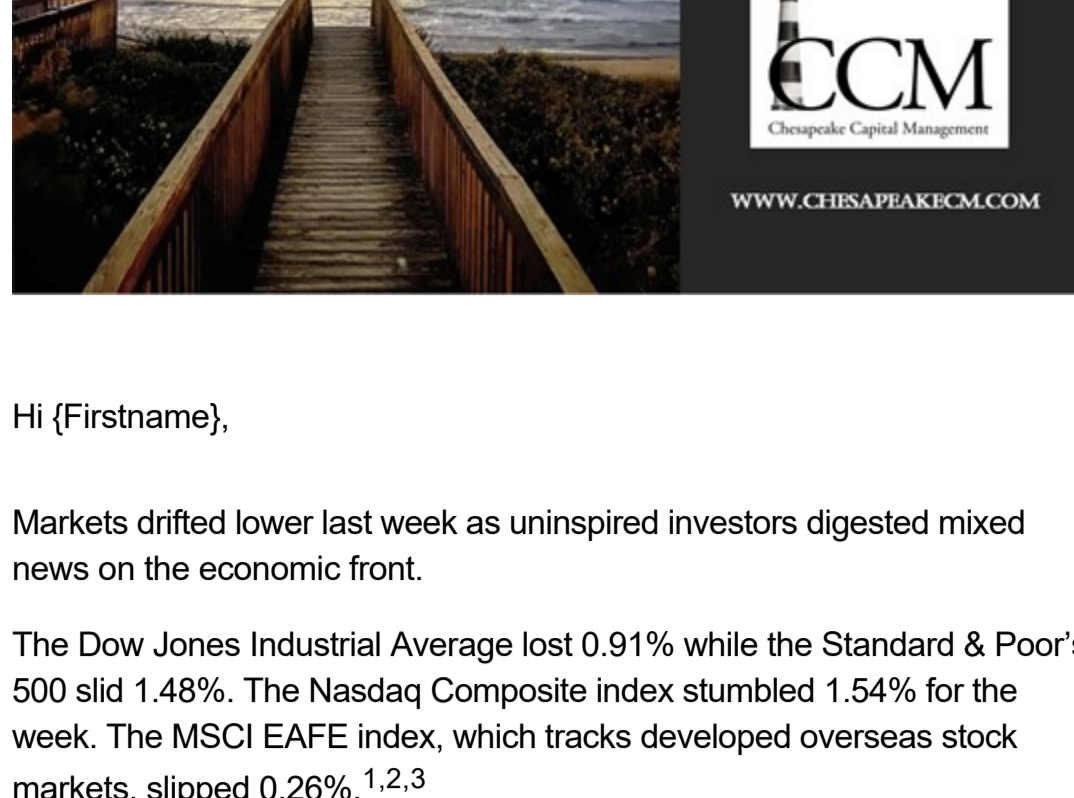 CCM
Chesapeake Capital Management
WWW.CHESAPEAKECM.COM
Hi {Firstname},
Markets drifted lower last week as uninspired investors digested mixed
news on the economic front.
The Dow Jones Industrial Average lost 0.91% while the Standard & Poor’s
500 slid 1.48%. The Nasdaq Composite index stumbled 1.54% for the
week. The MSCI EAFE index, which tracks developed overseas stock
markets, slipped 0.26%.1,2,3